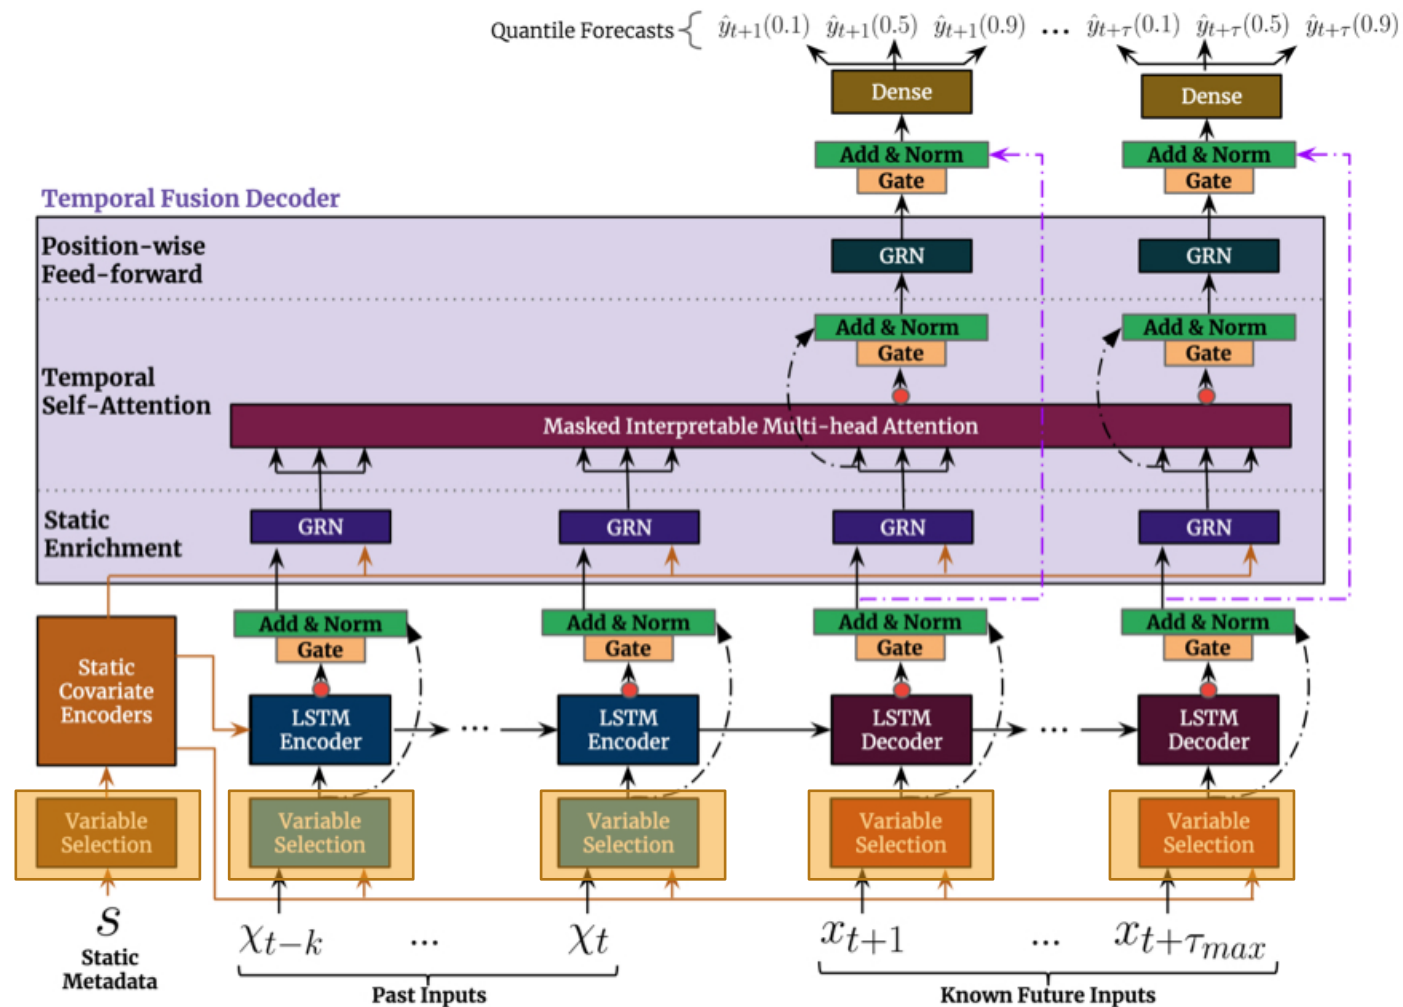 Quantile Forecasts { ŷt+1(0.1) ŷt+1(0.5) ŷt+1(0.9) ... ŷt+τ(0.1) ŷt+τ(0.5) ŷt+τ(0.9)
Dense Dense
Add & Norm Add & Norm
Gate Gate
Temporal Fusion Decoder
Position-wise
Feed-forward
GRN GRN
Add & Norm Add & Norm
Gate Gate
Temporal
Self-Attention
Masked Interpretable Multi-head Attention
Static
Enrichment
GRN GRN GRN GRN
Add & Norm Add & Norm Add & Norm Add & Norm
Gate Gate Gate Gate
Static
Covariate
Encoders
LSTM
Encoder
...
LSTM
Encoder
LSTM
Decoder
...
LSTM
Decoder
Variable
Selection
Variable
Selection
Variable
Selection
Variable
Selection
Variable
Selection
s
Static
Metadata
χt−k ... χt xt+1 ... xt+τmax
Past Inputs
Known Future Inputs